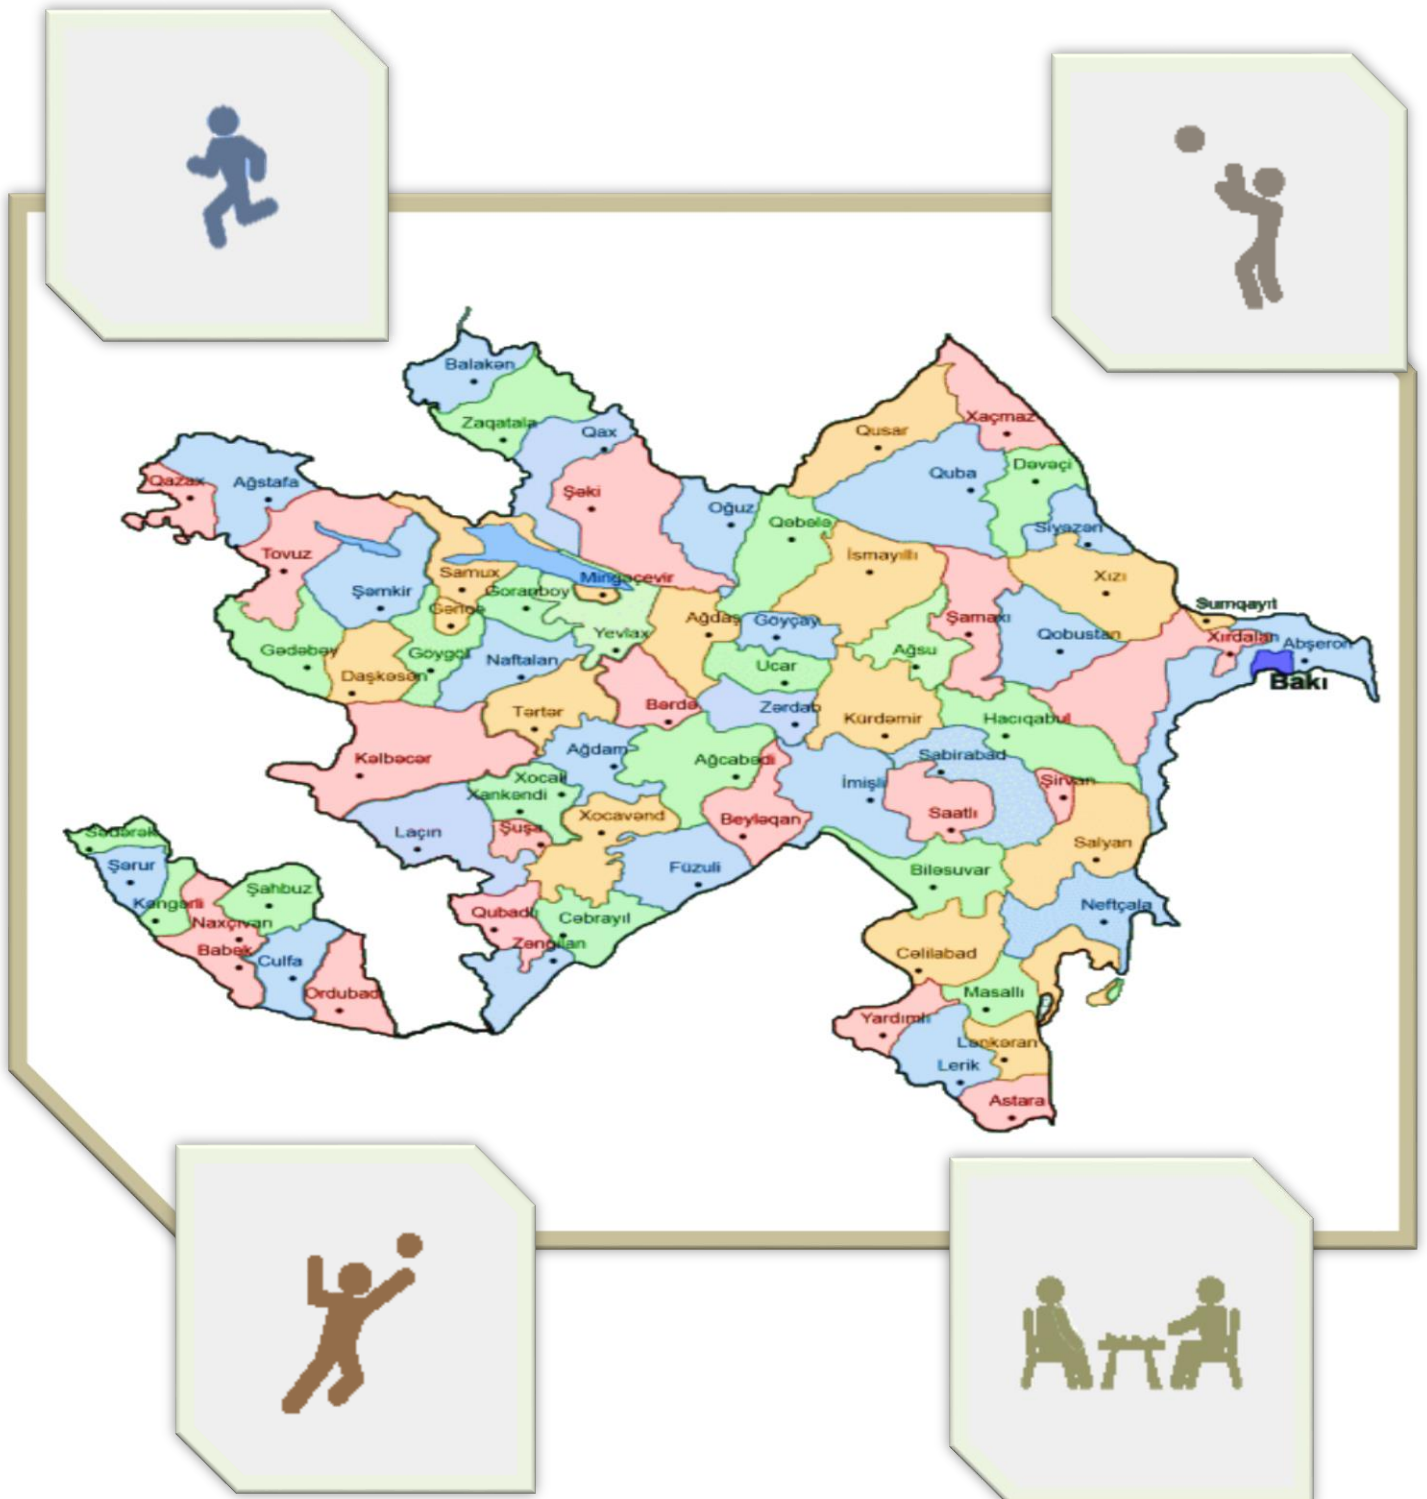 Balakən
Zaqatala
Qax
Qusar
Xaçmaz
Quba
Dəvəçi
Qazax
Ağstafa
Şəki
Oğuz
Qəbələ
Siyəzən
Tovuz
İsmayıllı
Xızı
Samux
Mingəçevir
Şəmkir
Goranboy
Gəncə
Ağdaş
Göyçay
Şamaxı
Sumqayıt
Yevlax
Qobustan
Xırdalan
Abşeron
Gədəbəy
Göygöl
Naftalan
Ağsu
Ucar
Daşkəsən
Bakı
Tərtər
Bərdə
Zərdab
Kürdəmir
Hacıqabul
Kəlbəcər
Ağdam
Ağcabədi
Sabirabad
Xocalı
Xankəndi
İmişli
Şirvan
Saatlı
Laçın
Şuşa
Xocavənd
Beyləqan
Sədərək
Salyan
Şərur
Füzuli
Biləsuvar
Şahbuz
Kəngərli
Naxçıvan
Qubadlı
Cəbrayıl
Neftçala
Babək
Culfa
Zəngilan
Cəlilabad
Ordubad
Masallı
Yardımlı
Lənkəran
Lerik
Astara